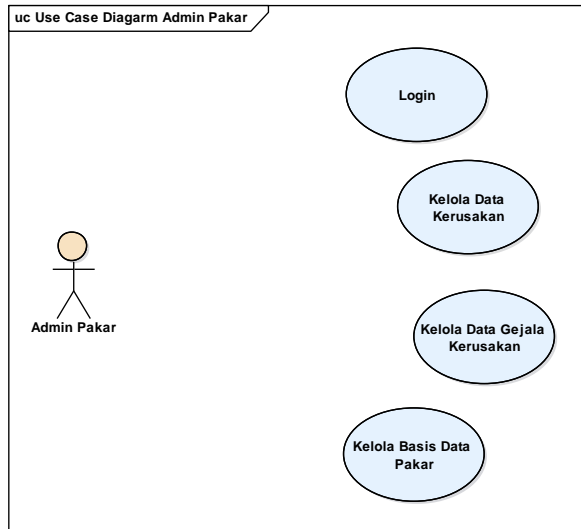 uc Use Case Diagarm Admin Pakar
Login
Kelola Data
Kerusakan
Admin Pakar
Kelola Data Gejala
Kerusakan
Kelola Basis Data
Pakar